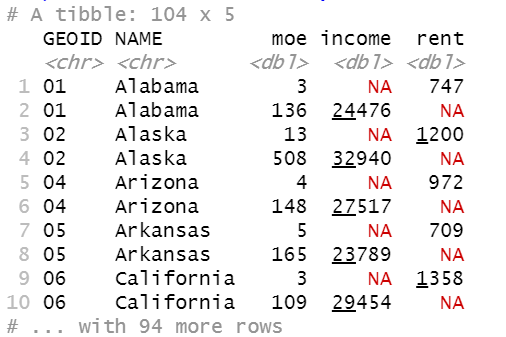 # A tibble: 104 x 5
GEOID NAME moe income rent
<chr> <chr> <dbl> <dbl> <dbl>
1 01 Alabama 3 NA 747
2 01 Alabama 136 24476 NA
3 02 Alaska 13 NA 1200
4 02 Alaska 508 32940 NA
5 04 Arizona 4 NA 972
6 04 Arizona 148 27517 NA
7 05 Arkansas 5 NA 709
8 05 Arkansas 165 23789 NA
9 06 California 3 NA 1358
10 06 California 109 29454 NA
# ... with 94 more rows